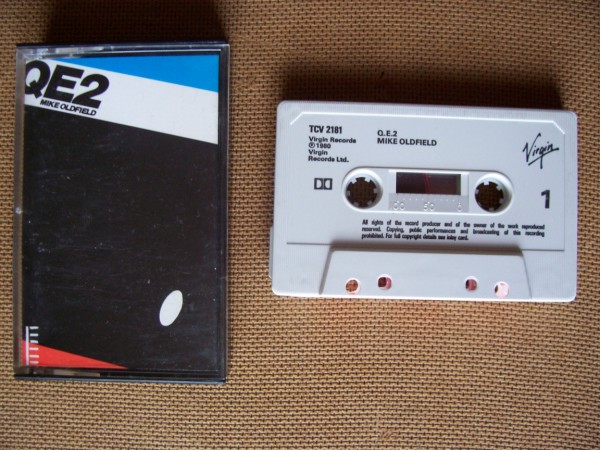 QE2
MIKE OLDFIELD
TCV 2181
Virgin Records
℗1980
Virgin
Records Ltd.
Q.E.2
MIKE OLDFIELD
Virgin
1
All rights of the record producer and of the owner of the work reproduced
reserved. Copying, public performances and broadcasting of this recording
prohibited. For full copyright details see inlay card.